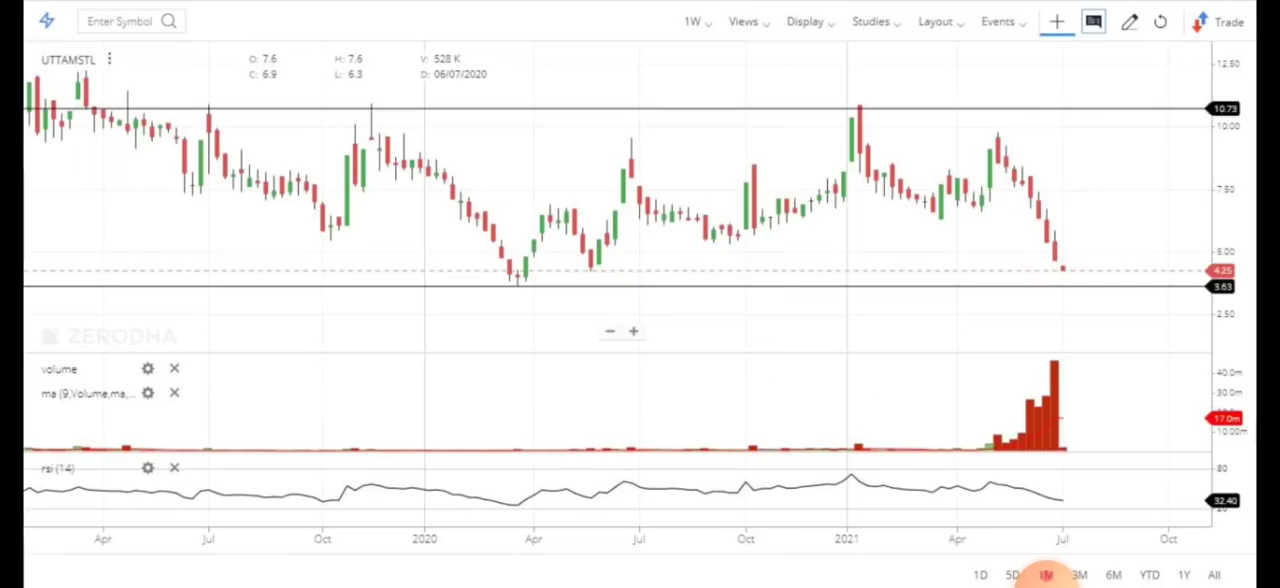 Enter Symbol 1W Views Display Studies Layout Events Trade
UTTAMSTL O: 7.6 H: 7.6 V: 528 K
C: 6.9 L: 6.3 D: 06/07/2020
12.50
10.73
10.00
7.50
5.00
4.25
3.63
2.50
ZERODHA
volume
40.0m
ma (9,Volume,ma,...
30.0m
17.0m
10.00m
rsi (14)
80
32.40
20
Apr Jul Oct 2020 Apr Jul Oct 2021 Apr Jul Oct
1D 5D 1M 3M 6M YTD 1Y All